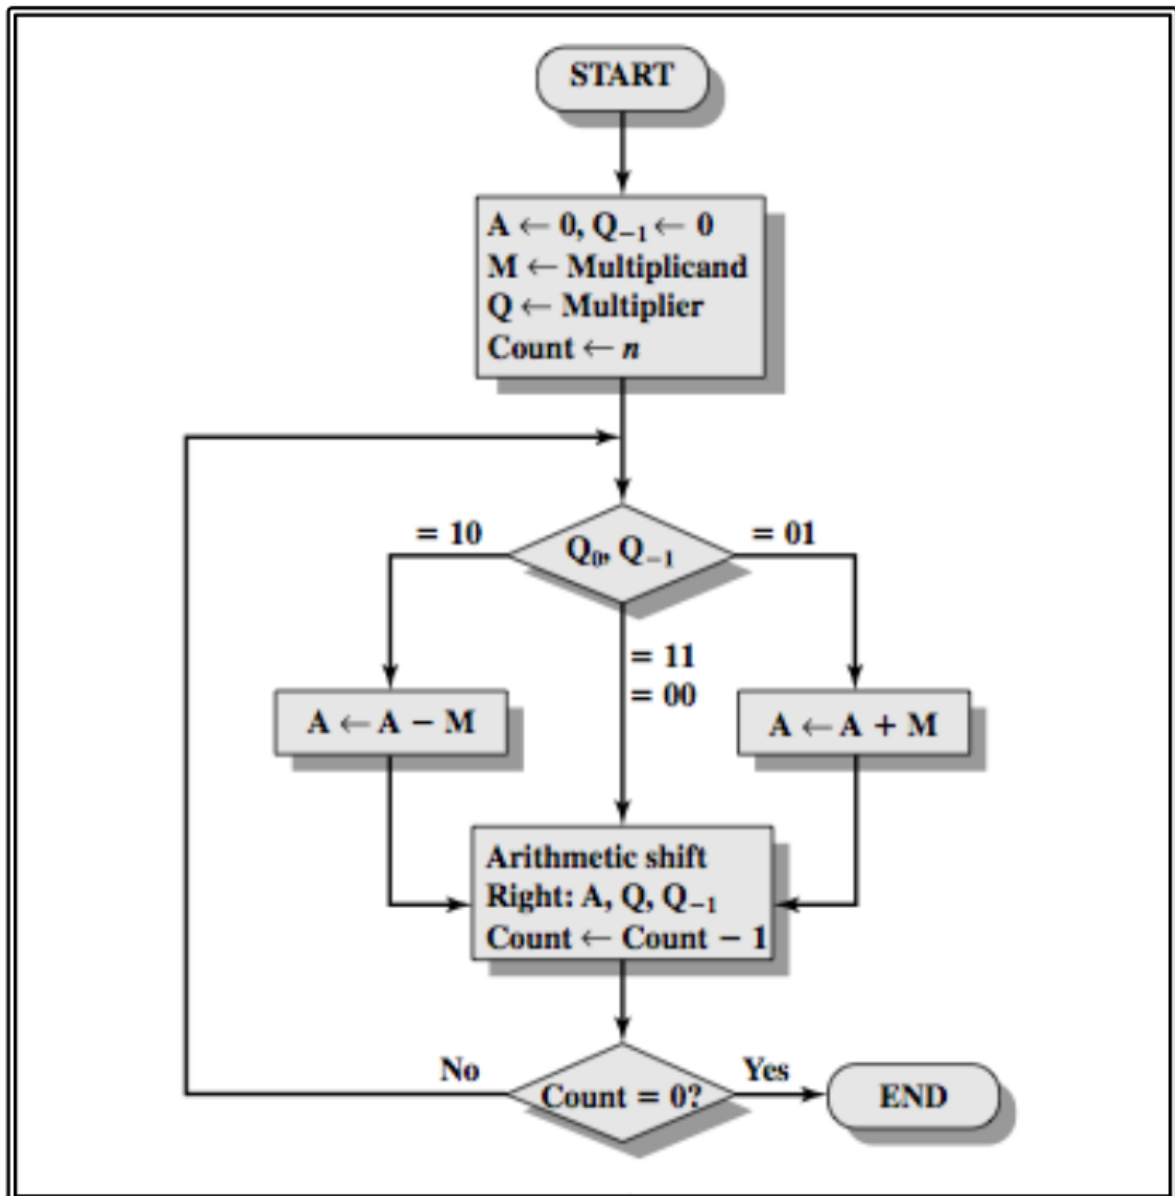 START
A ← 0, Q₋₁ ← 0
M ← Multiplicand
Q ← Multiplier
Count ← n
= 10
Q₀, Q₋₁
= 01
= 11
= 00
A ← A − M
A ← A + M
Arithmetic shift
Right: A, Q, Q₋₁
Count ← Count − 1
No
Count = 0?
Yes
END